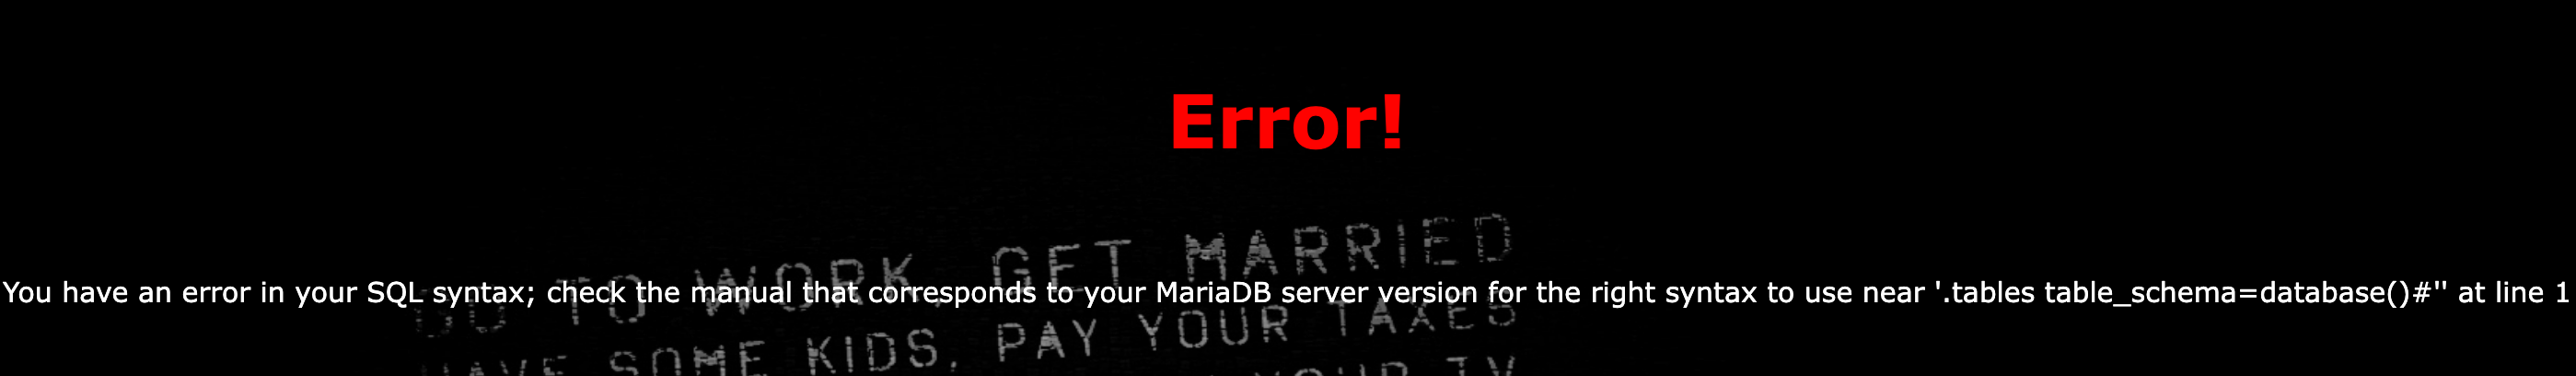 Error!
GO TO WORK, GET MARRIED
You have an error in your SQL syntax; check the manual that corresponds to your MariaDB server version for the right syntax to use near '.tables table_schema=database()#'' at line 1
HAVE SOME KIDS, PAY YOUR TAXES
YOUR TV